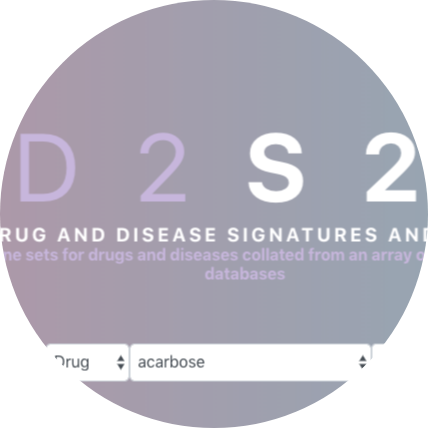 D 2 S 2
RUG AND DISEASE SIGNATURES AND
ne sets for drugs and diseases collated from an array o
databases
Drug acarbose